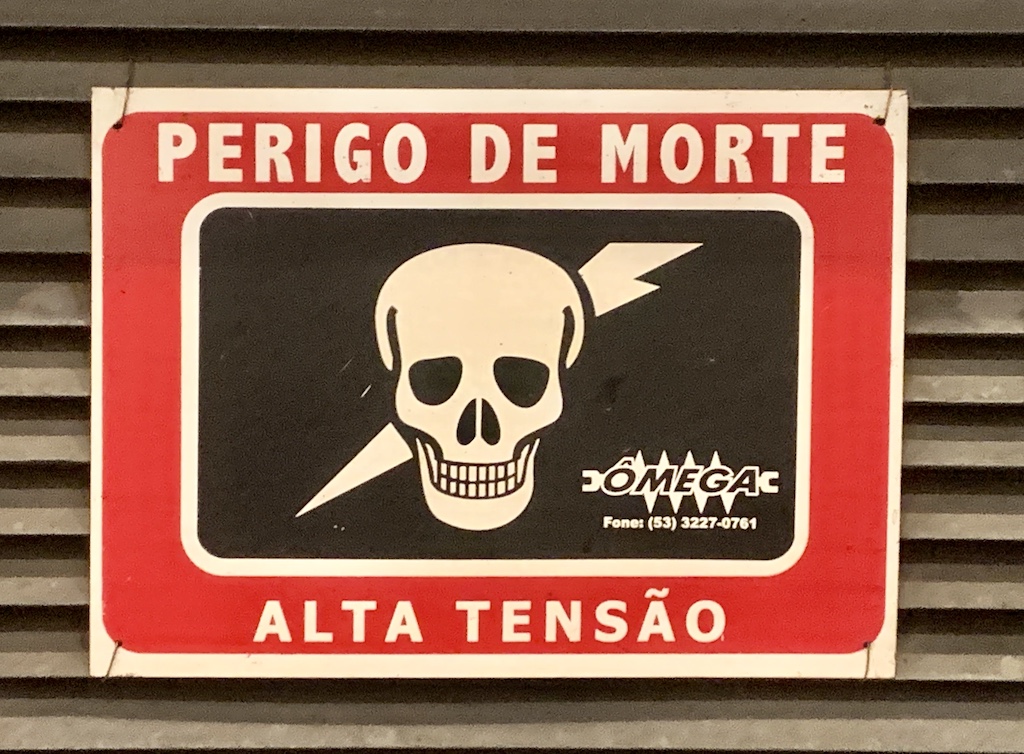 PERIGO DE MORTE
ÔMEGA
Fone: (53) 3227-0761
ALTA TENSÃO